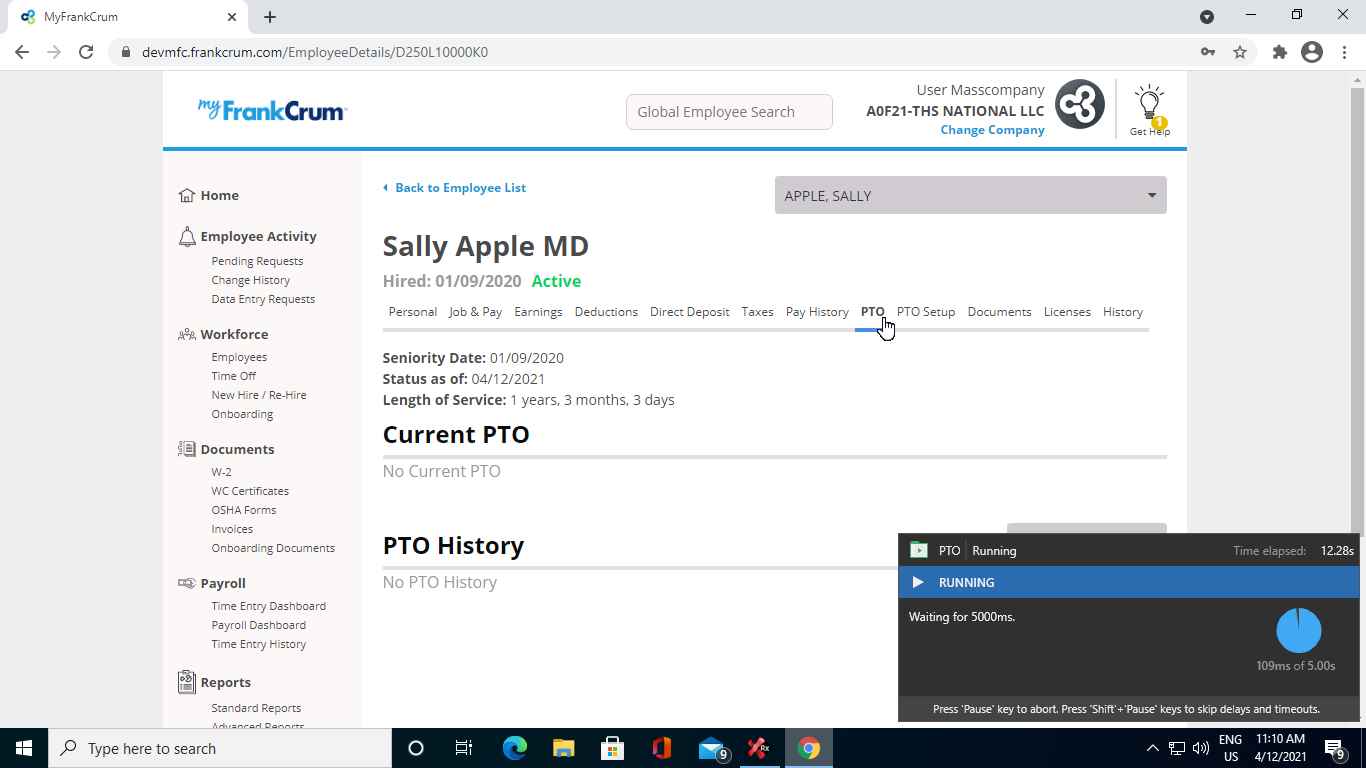 MyFrankCrum
devmfc.frankcrum.com/EmployeeDetails/D250L10000K0
myFrankCrum
Global Employee Search
User Masscompany
A0F21-THS NATIONAL LLC
Change Company
1
Get Help
Home
Employee Activity
Pending Requests
Change History
Data Entry Requests
Workforce
Employees
Time Off
New Hire / Re-Hire
Onboarding
Documents
W-2
WC Certificates
OSHA Forms
Invoices
Onboarding Documents
Payroll
Time Entry Dashboard
Payroll Dashboard
Time Entry History
Reports
Standard Reports
Advanced Reports
Back to Employee List
APPLE, SALLY
Sally Apple MD
Hired: 01/09/2020 Active
Personal Job & Pay Earnings Deductions Direct Deposit Taxes Pay History PTO PTO Setup Documents Licenses History
Seniority Date: 01/09/2020
Status as of: 04/12/2021
Length of Service: 1 years, 3 months, 3 days
Current PTO
No Current PTO
PTO History
No PTO History
PTO Running Time elapsed: 12.28s
RUNNING
Waiting for 5000ms.
109ms of 5.00s
Press 'Pause' key to abort. Press 'Shift'+'Pause' keys to skip delays and timeouts.
Type here to search
9
Rx
ENG
US
11:10 AM
4/12/2021
9